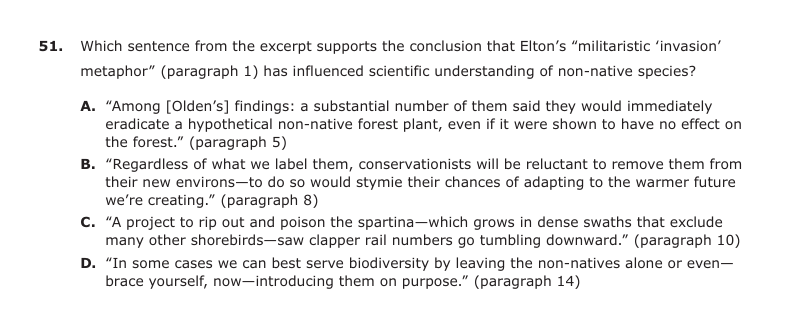 51. Which sentence from the excerpt supports the conclusion that Elton’s “militaristic ‘invasion’
metaphor” (paragraph 1) has influenced scientific understanding of non-native species?
A. “Among [Olden’s] findings: a substantial number of them said they would immediately
eradicate a hypothetical non-native forest plant, even if it were shown to have no effect on
the forest.” (paragraph 5)
B. “Regardless of what we label them, conservationists will be reluctant to remove them from
their new environs—to do so would stymie their chances of adapting to the warmer future
we’re creating.” (paragraph 8)
C. “A project to rip out and poison the spartina—which grows in dense swaths that exclude
many other shorebirds—saw clapper rail numbers go tumbling downward.” (paragraph 10)
D. “In some cases we can best serve biodiversity by leaving the non-natives alone or even—
brace yourself, now—introducing them on purpose.” (paragraph 14)